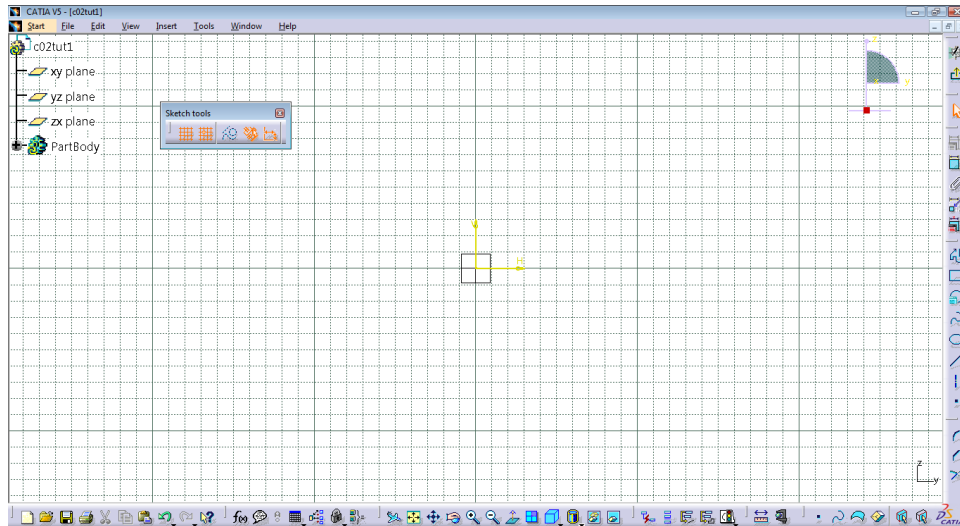 CATIA V5 - [c02tut1]
Start File Edit View Insert Tools Window Help
c02tut1
xy plane
yz plane
zx plane
PartBody
Sketch tools
V
H
y
z
y
f(x)
CATIA